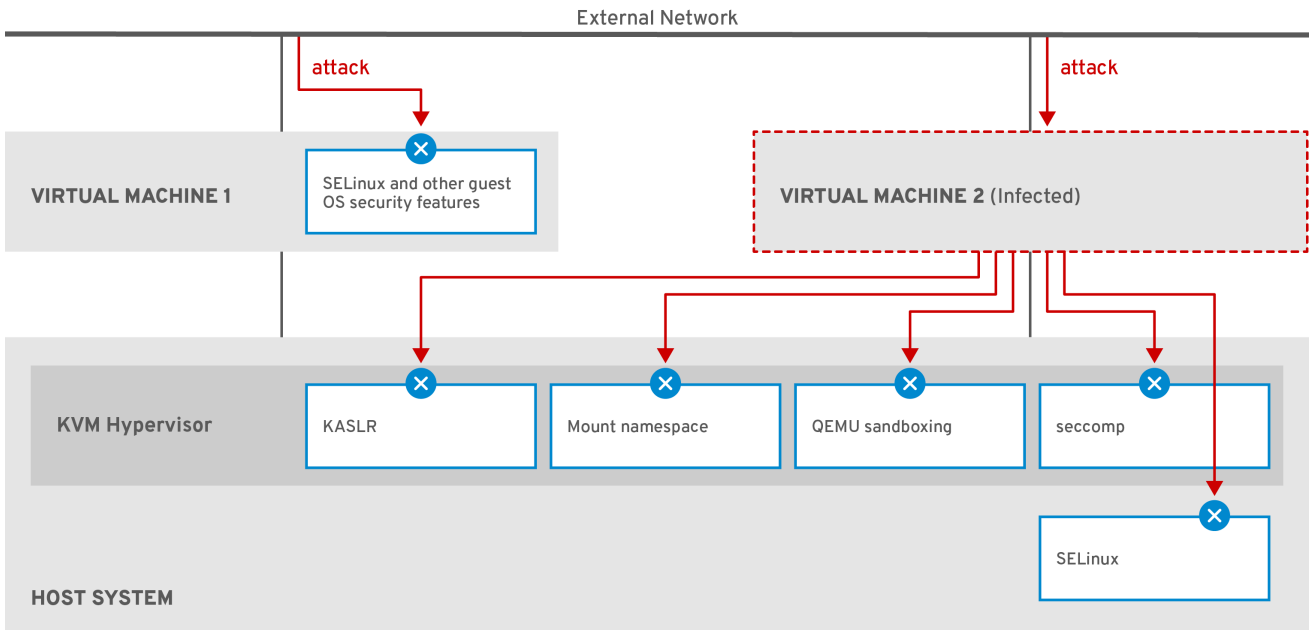 External Network
attack
attack
VIRTUAL MACHINE 1
SELinux and other guest
OS security features
VIRTUAL MACHINE 2 (Infected)
KVM Hypervisor
KASLR
Mount namespace
QEMU sandboxing
seccomp
SELinux
HOST SYSTEM